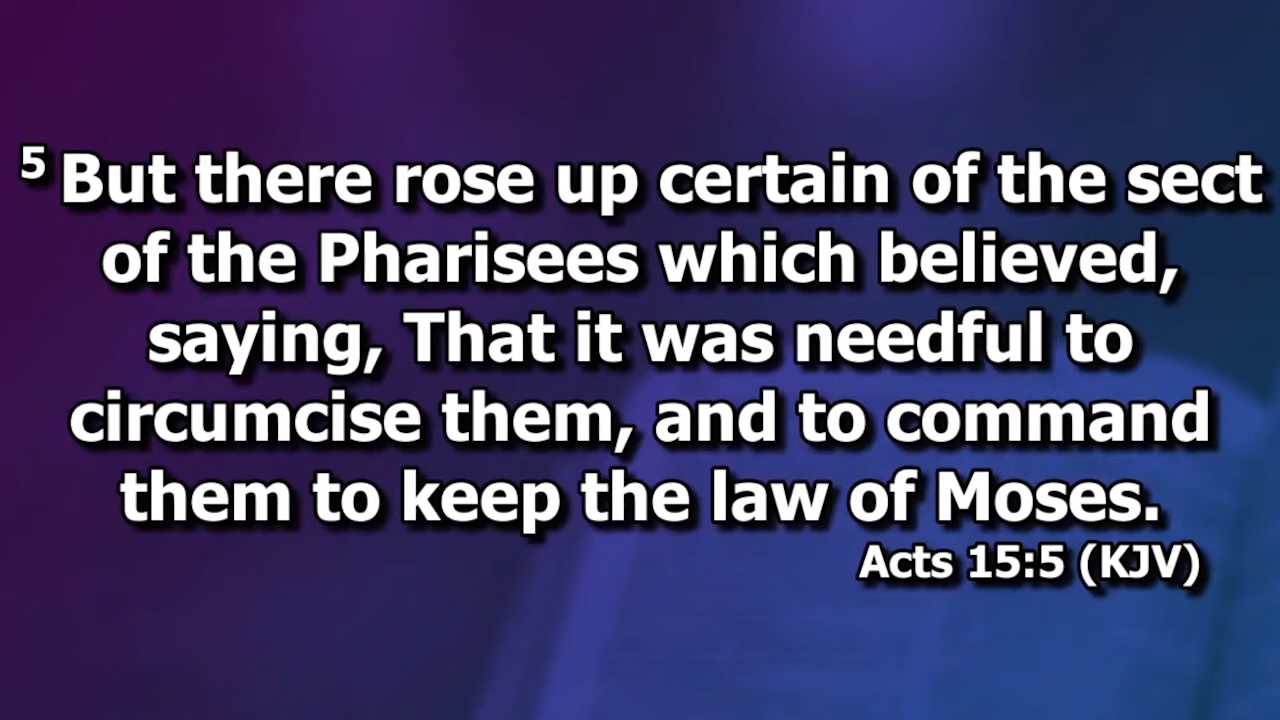 5 But there rose up certain of the sect
of the Pharisees which believed,
saying, That it was needful to
circumcise them, and to command
them to keep the law of Moses.
Acts 15:5 (KJV)